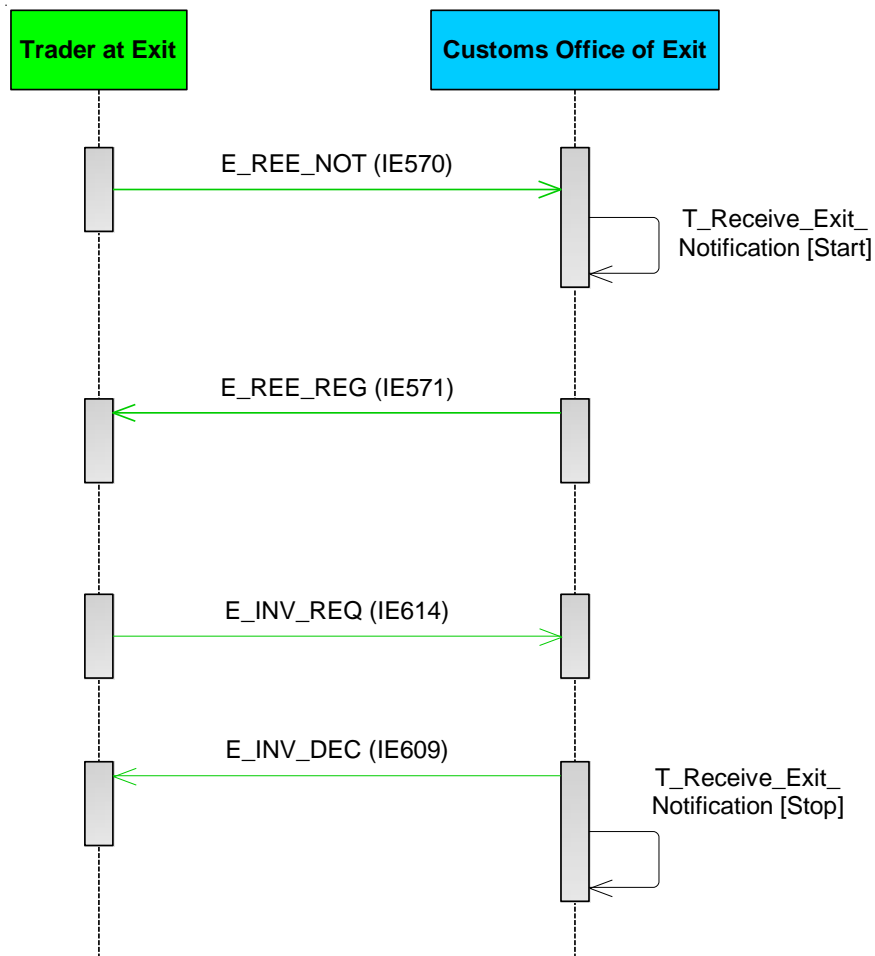 Trader at Exit
Customs Office of Exit
E_REE_NOT (IE570)
T_Receive_Exit_
Notification [Start]
E_REE_REG (IE571)
E_INV_REQ (IE614)
E_INV_DEC (IE609)
T_Receive_Exit_
Notification [Stop]